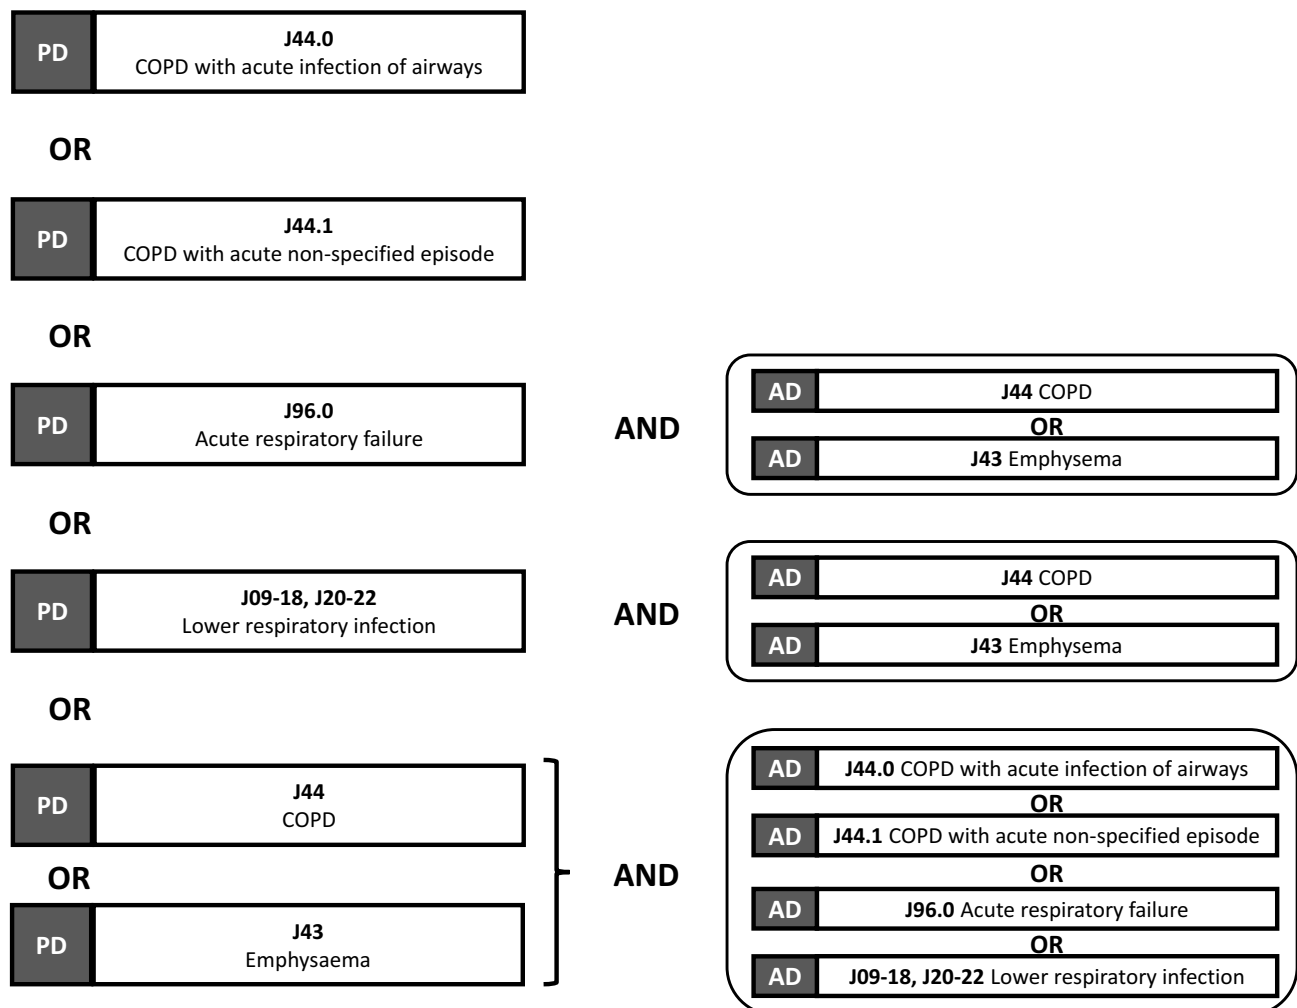 PD
J44.0
COPD with acute infection of airways
OR
PD
J44.1
COPD with acute non-specified episode
OR
PD
J96.0
Acute respiratory failure
AND
AD
J44 COPD
OR
AD
J43 Emphysema
OR
PD
J09-18, J20-22
Lower respiratory infection
AND
AD
J44 COPD
OR
AD
J43 Emphysema
OR
PD
J44
COPD
OR
PD
J43
Emphysaema
AND
AD
J44.0 COPD with acute infection of airways
OR
AD
J44.1 COPD with acute non-specified episode
OR
AD
J96.0 Acute respiratory failure
OR
AD
J09-18, J20-22 Lower respiratory infection